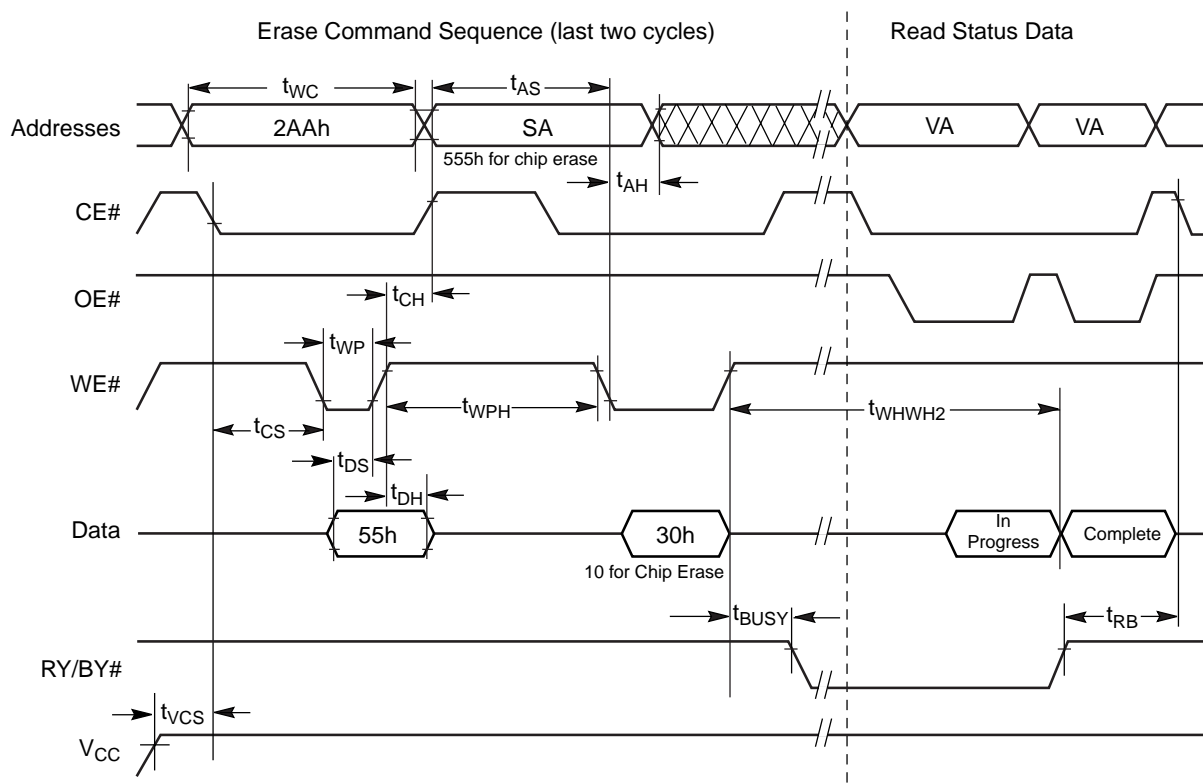 Erase Command Sequence (last two cycles)
Read Status Data
tWC
tAS
Addresses
2AAh
SA
VA
VA
555h for chip erase
tAH
CE#
OE#
tCH
tWP
WE#
tWPH
tWHWH2
tCS
tDS
tDH
Data
55h
30h
In
Progress
Complete
10 for Chip Erase
tBUSY
tRB
RY/BY#
tVCS
VCC